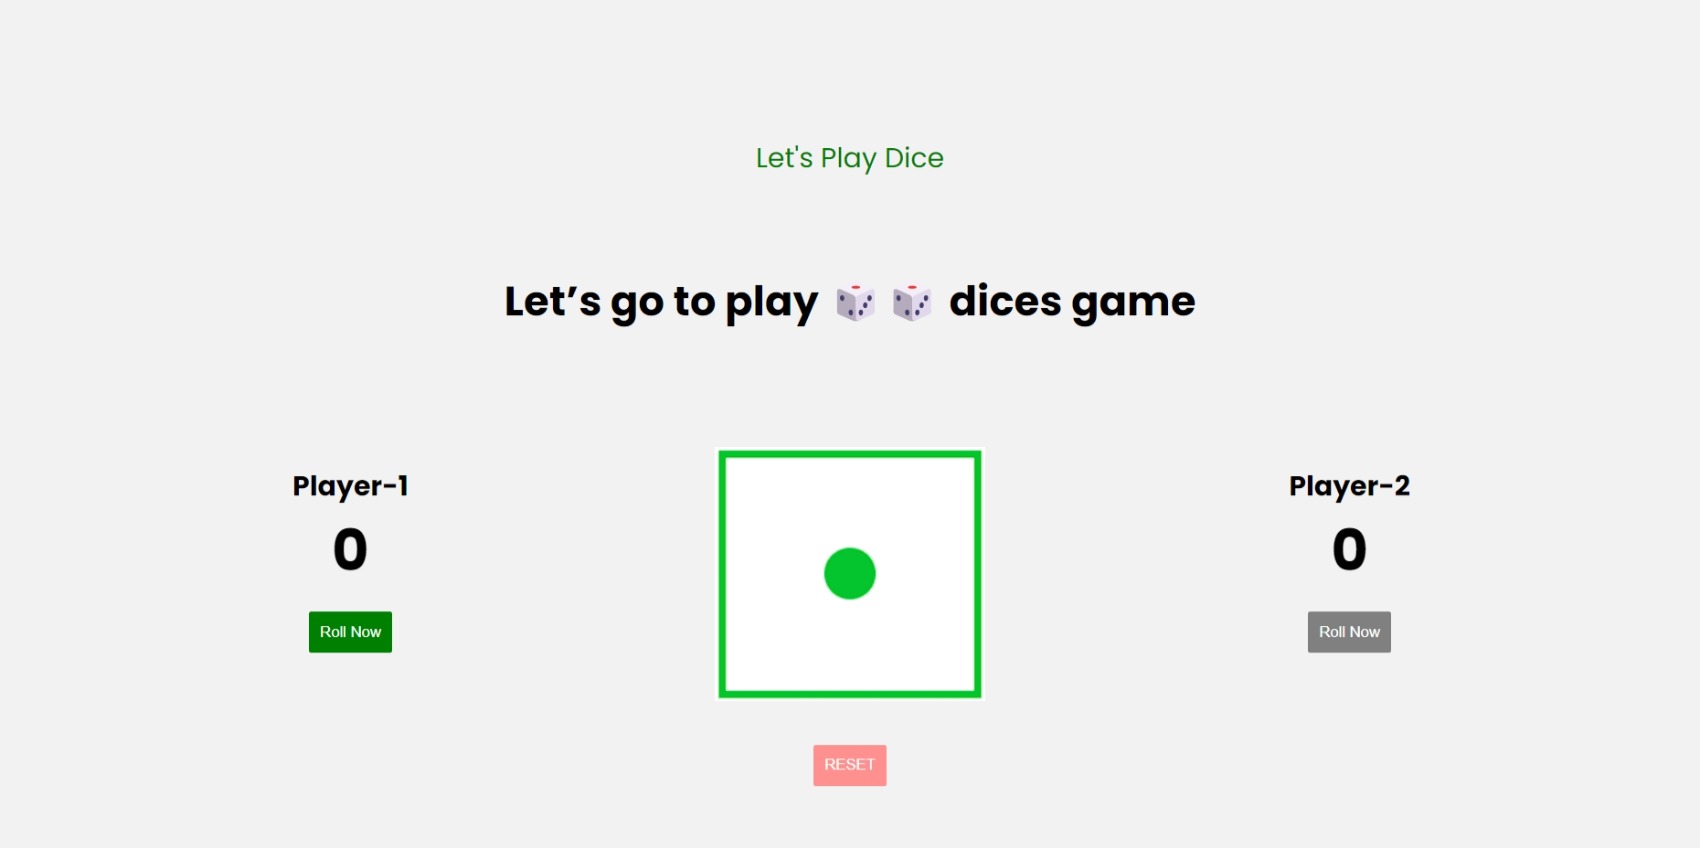 Let's Play Dice
Let’s go to play 🎲 🎲 dices game
Player-1
0
Roll Now
RESET
Player-2
0
Roll Now